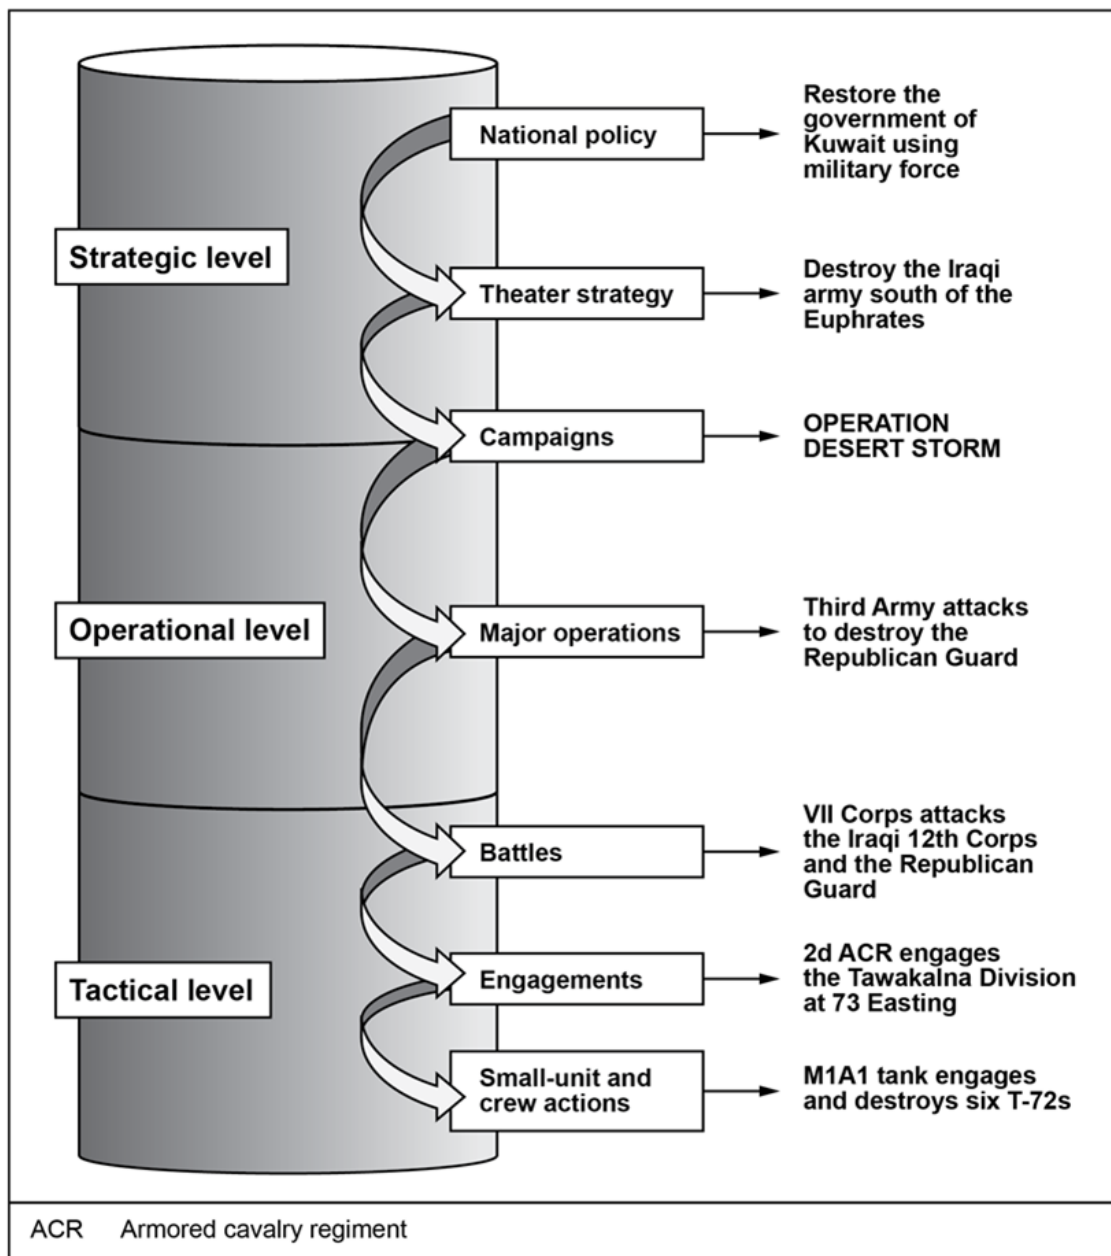 National policy
Restore the
government of
Kuwait using
military force
Strategic level
Theater strategy
Destroy the Iraqi
army south of the
Euphrates
Campaigns
OPERATION
DESERT STORM
Operational level
Major operations
Third Army attacks
to destroy the
Republican Guard
Battles
VII Corps attacks
the Iraqi 12th Corps
and the Republican
Guard
Tactical level
Engagements
2d ACR engages
the Tawakalna Division
at 73 Easting
Small-unit and
crew actions
M1A1 tank engages
and destroys six T-72s
ACR Armored cavalry regiment